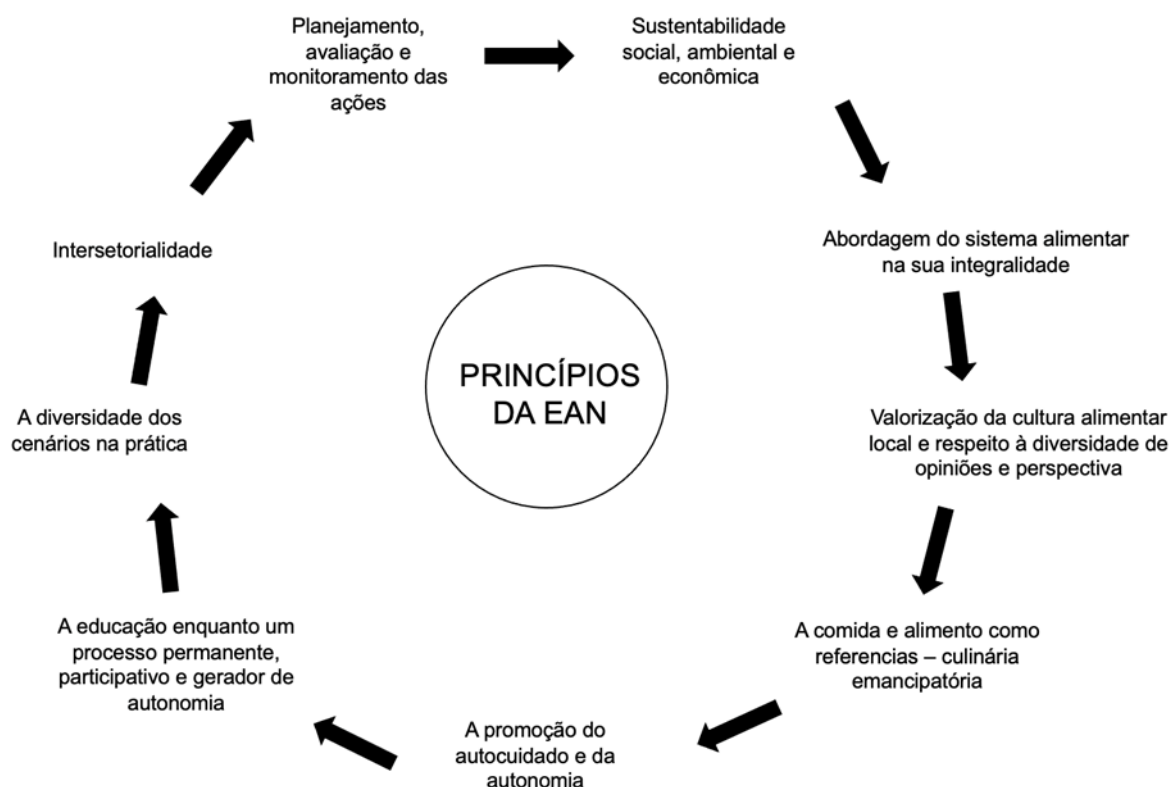 Planejamento,
avaliação e
monitoramento das
ações
Sustentabilidade
social, ambiental e
econômica
Abordagem do sistema alimentar
na sua integralidade
Valorização da cultura alimentar
local e respeito à diversidade de
opiniões e perspectiva
A comida e alimento como
referencias – culinária
emancipatória
A promoção do
autocuidado e da
autonomia
A educação enquanto um
processo permanente,
participativo e gerador de
autonomia
A diversidade dos
cenários na prática
Intersetorialidade
PRINCÍPIOS
DA EAN